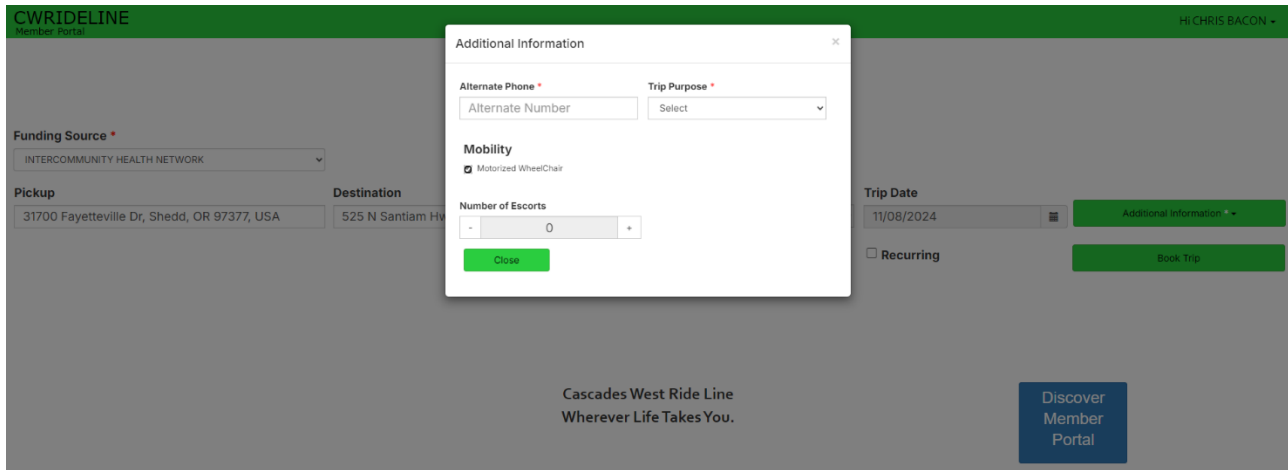 CWRIDELINE
Member Portal
Hi CHRIS BACON
Additional Information
×
Alternate Phone *
Trip Purpose *
Alternate Number
Select
Funding Source *
INTERCOMMUNITY HEALTH NETWORK
Mobility
Motorized WheelChair
Pickup
Destination
Trip Date
31700 Fayetteville Dr, Shedd, OR 97377, USA
525 N Santiam Hw
11/08/2024
Additional Information *
Number of Escorts
- 0 +
Close
Recurring
Book Trip
Cascades West Ride Line
Wherever Life Takes You.
Discover
Member
Portal